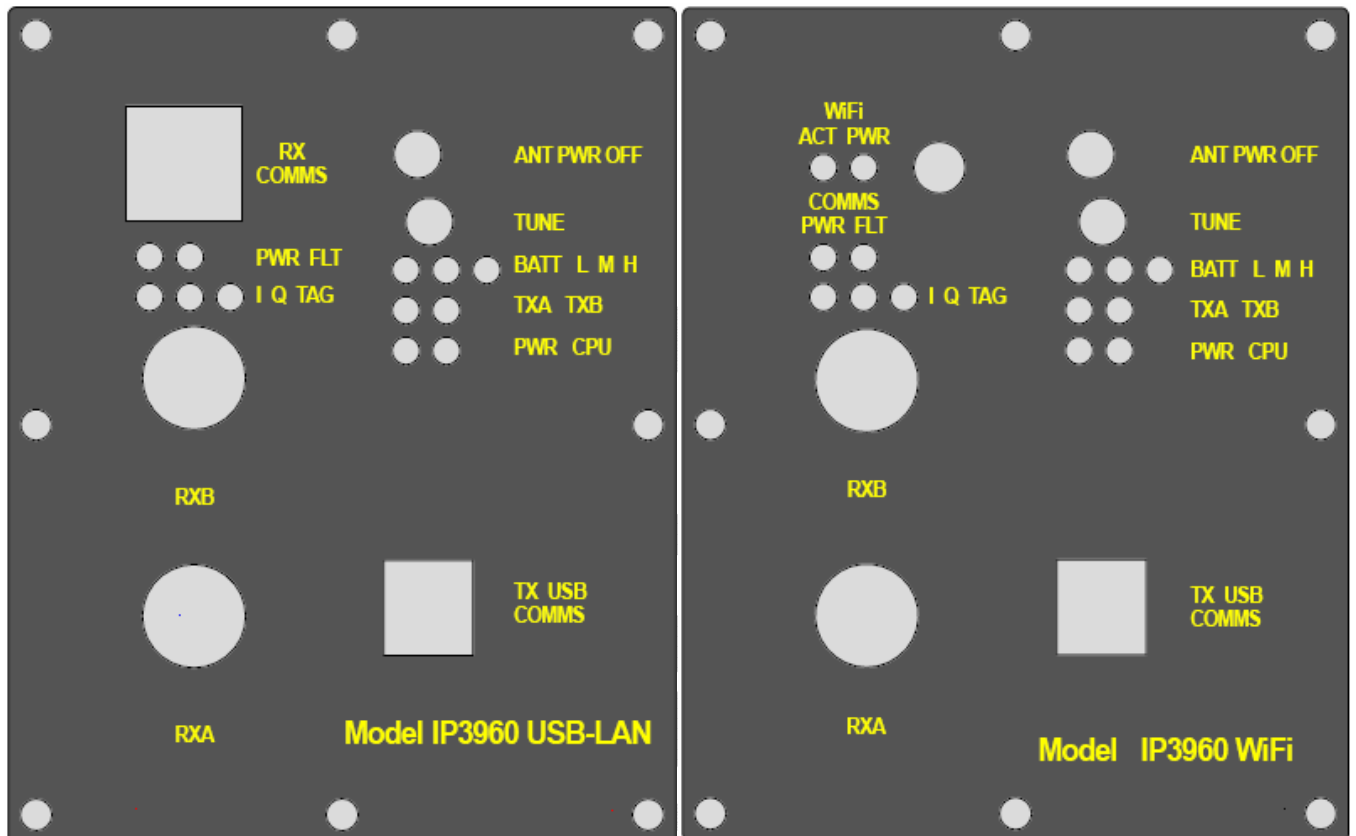 RX
COMMS
ANT PWR OFF
TUNE
PWR FLT
BATT L M H
I Q TAG
TXA TXB
PWR CPU
RXB
TX USB
COMMS
RXA
Model IP3960 USB-LAN
WiFi
ACT PWR
ANT PWR OFF
COMMS
PWR FLT
TUNE
BATT L M H
I Q TAG
TXA TXB
PWR CPU
RXB
TX USB
COMMS
RXA
Model IP3960 WiFi